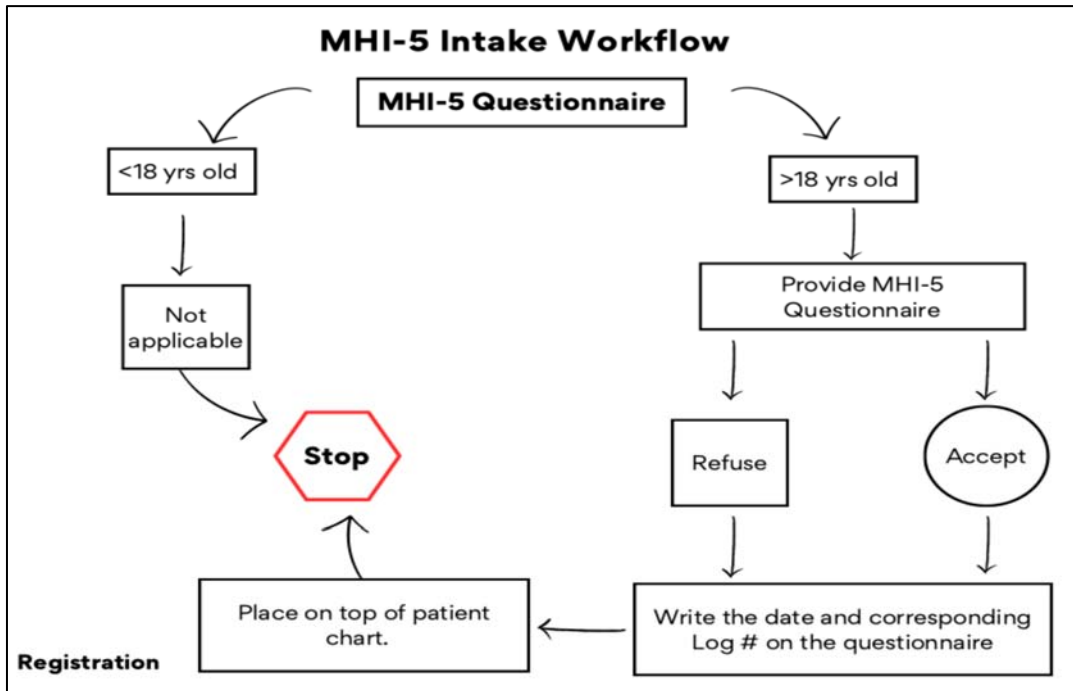 MHI-5 Intake Workflow
MHI-5 Questionnaire
<18 yrs old
>18 yrs old
Not
applicable
Provide MHI-5
Questionnaire
Stop
Refuse
Accept
Place on top of patient
chart.
Write the date and corresponding
Log # on the questionnaire
Registration